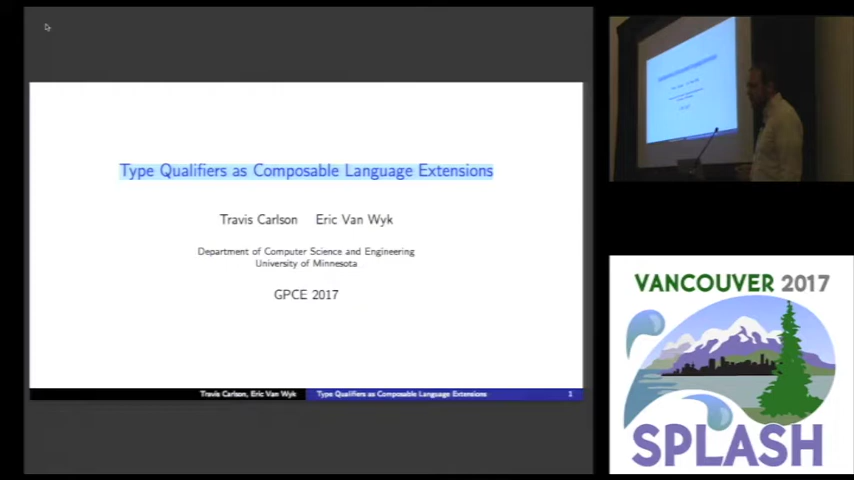 Type Qualifiers as Composable Language Extensions
Travis Carlson Eric Van Wyk
Department of Computer Science and Engineering
University of Minnesota
GPCE 2017
Travis Carlson, Eric Van Wyk Type Qualifiers as Composable Language Extensions 1
VANCOUVER 2017
SPLASH